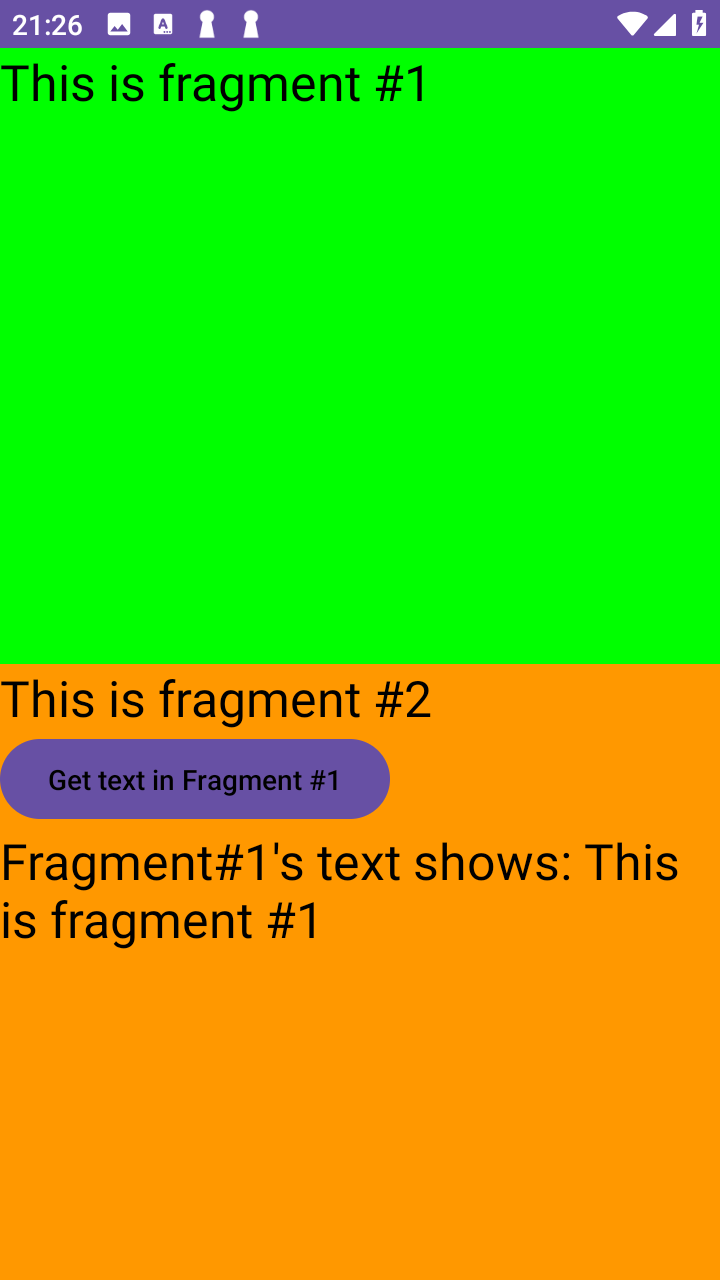 21:26
This is fragment #1
This is fragment #2
Get text in Fragment #1
Fragment#1's text shows: This
is fragment #1